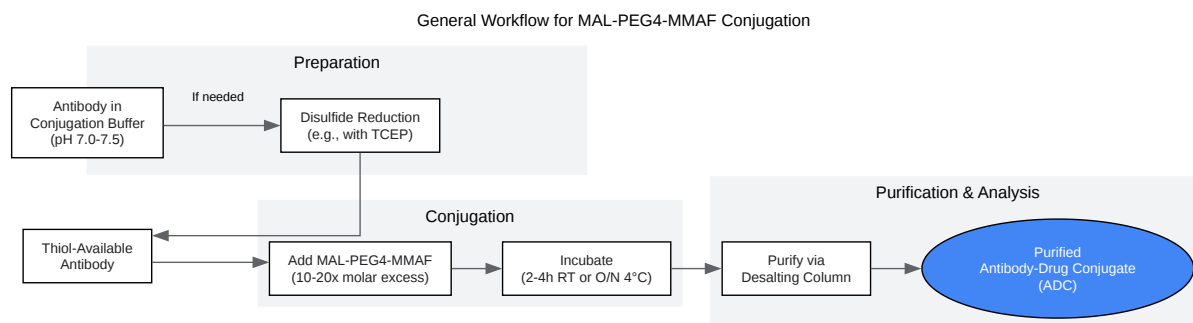 General Workflow for MAL-PEG4-MMAF Conjugation
Preparation
Antibody in
Conjugation Buffer
(pH 7.0-7.5)
If needed
Disulfide Reduction
(e.g., with TCEP)
Thiol-Available
Antibody
Conjugation
Add MAL-PEG4-MMAF
(10-20x molar excess)
Incubate
(2-4h RT or O/N 4°C)
Purification & Analysis
Purify via
Desalting Column
Purified
Antibody-Drug Conjugate
(ADC)